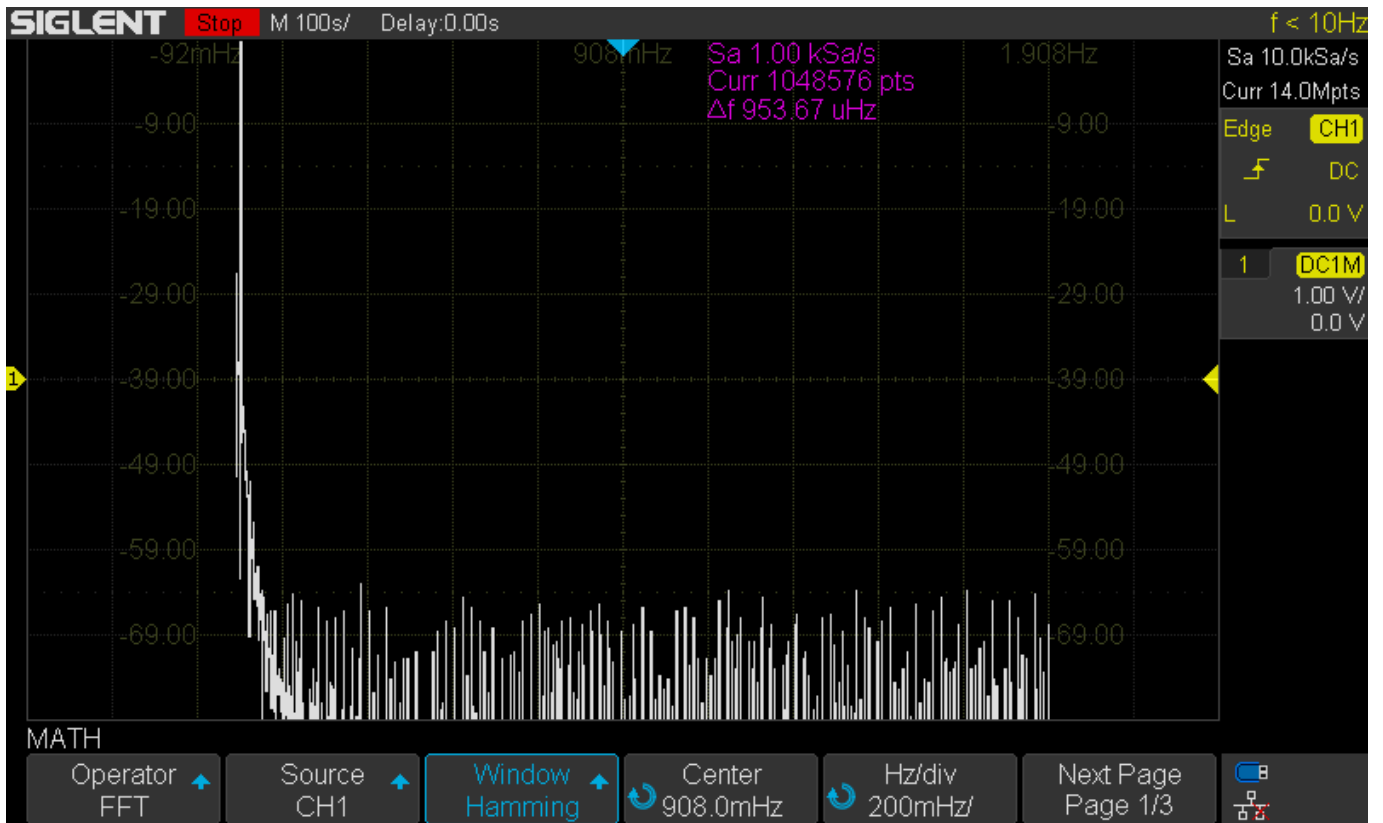 SIGLENT Stop M 100s/ Delay:0.00s f < 10Hz
-92mHz 908mHz 1.908Hz
Sa 1.00 kSa/s
Curr 1048576 pts
Δf 953.67 uHz
Sa 10.0kSa/s
Curr 14.0Mpts
Edge CH1
DC
L 0.0 V
1 DC1M
1.00 V/
0.0 V
-9.00 -9.00
-19.00 -19.00
-29.00 -29.00
1 -39.00 -39.00
-49.00 -49.00
-59.00 -59.00
-69.00 -69.00
MATH
Operator Source Window Center Hz/div Next Page
FFT CH1 Hamming 908.0mHz 200mHz/ Page 1/3